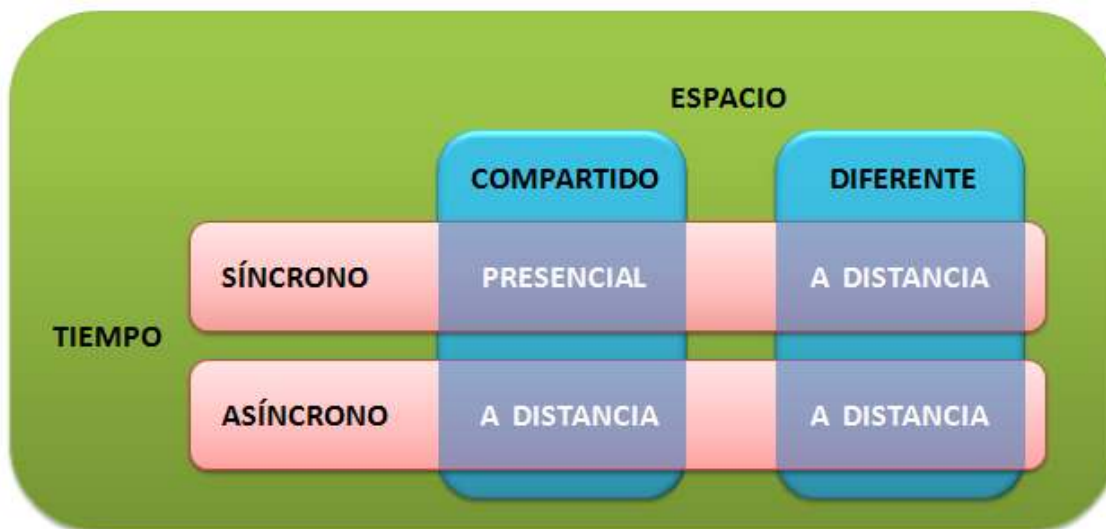 ESPACIO
COMPARTIDO DIFERENTE
SÍNCRONO PRESENCIAL A DISTANCIA
TIEMPO
ASÍNCRONO A DISTANCIA A DISTANCIA